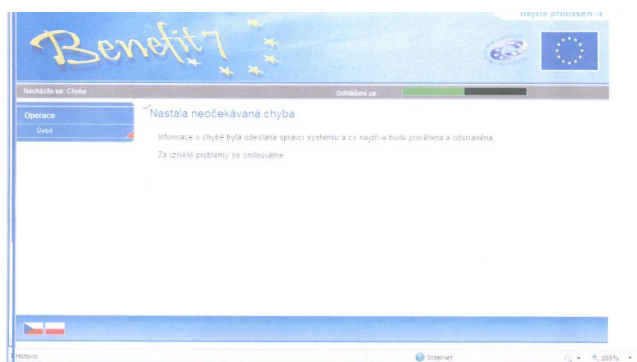 Nejste přihlášen-a
Benefit7
Nacházíte se: Chyba
Odhlášení za:
Operace
Úvod
Nastala neočekávaná chyba
Informace o chybě byla odeslána správci systému a co nejdříve bude prověřena a odstraněna.
Za vzniklé problémy se omlouváme
Hotovo
Internet
100%